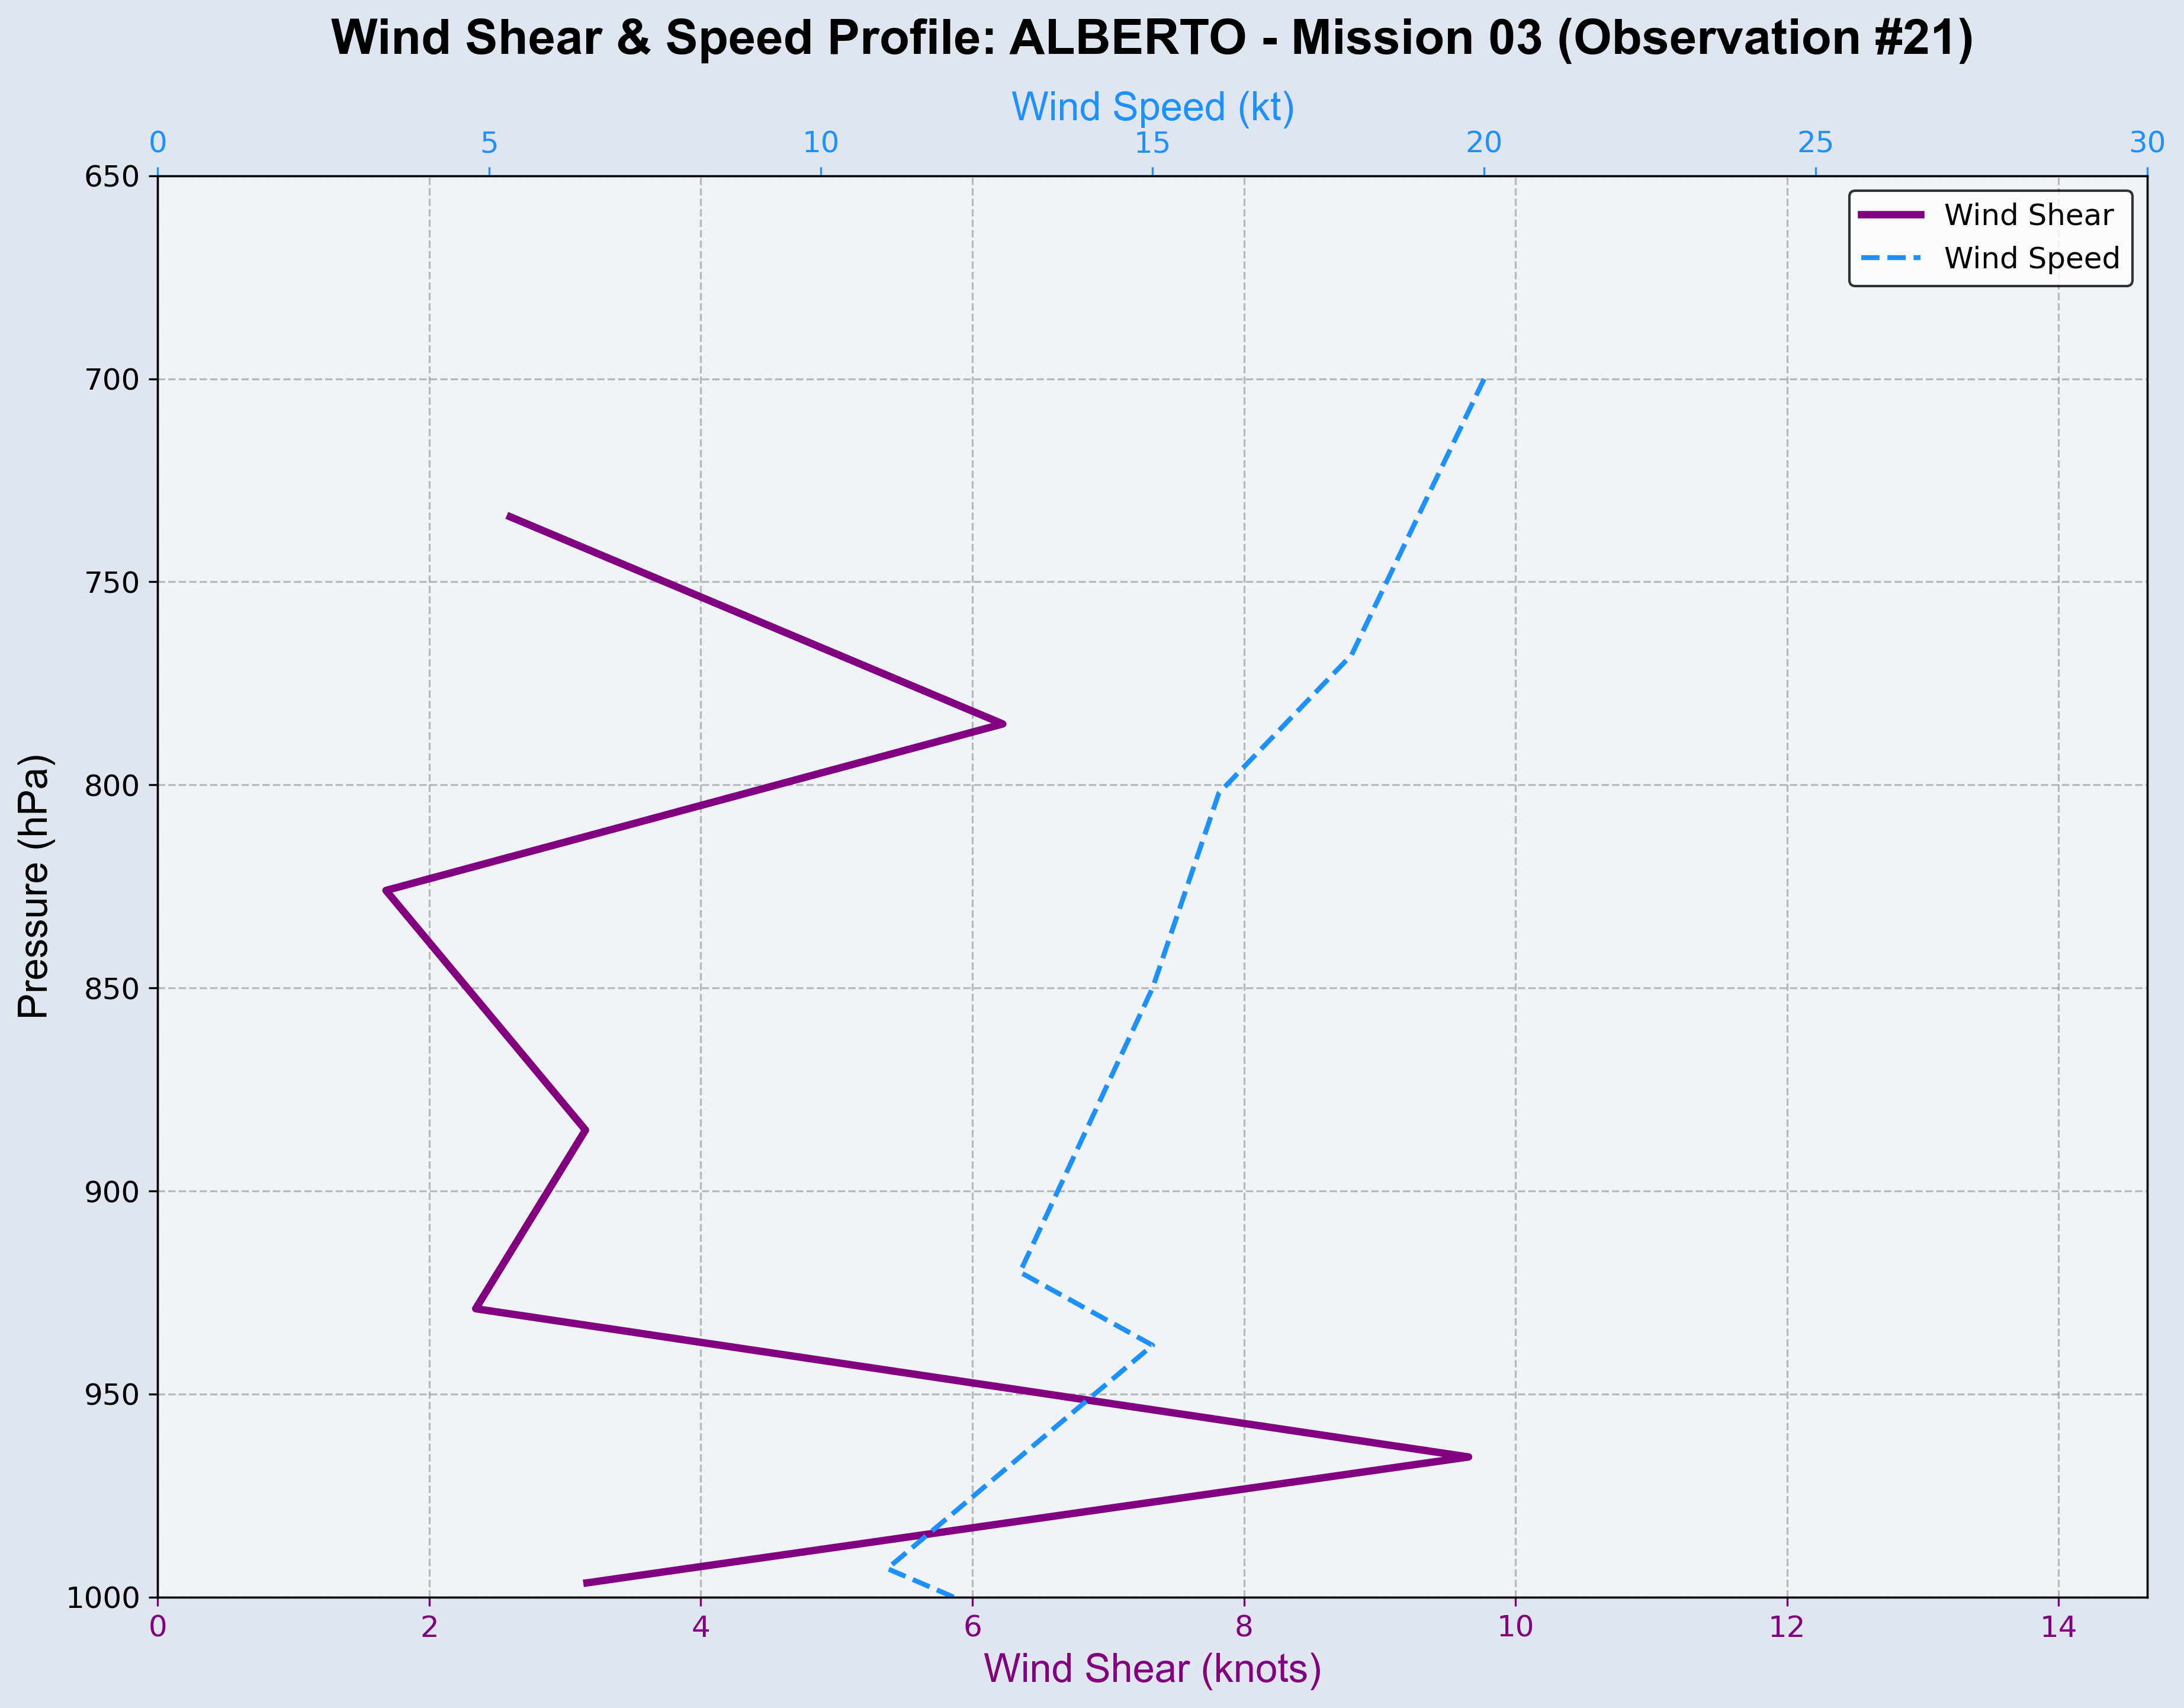 Wind Shear & Speed Profile: ALBERTO - Mission 03 (Observation #21)
Wind Speed (kt)
0 5 10 15 20 25 30
Wind Shear
Wind Speed
650
700
750
800
850
900
950
1000
Pressure (hPa)
0 2 4 6 8 10 12 14
Wind Shear (knots)